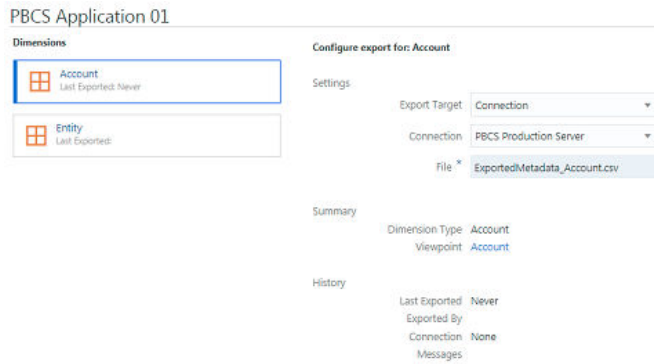 PBCS Application 01
Dimensions
Account
Last Exported: Never
Entity
Last Exported:
Configure export for: Account
Settings
Export Target Connection
Connection PBCS Production Server
File * ExportedMetadata_Account.csv
Summary
Dimension Type Account
Viewpoint Account
History
Last Exported Never
Exported By
Connection None
Messages